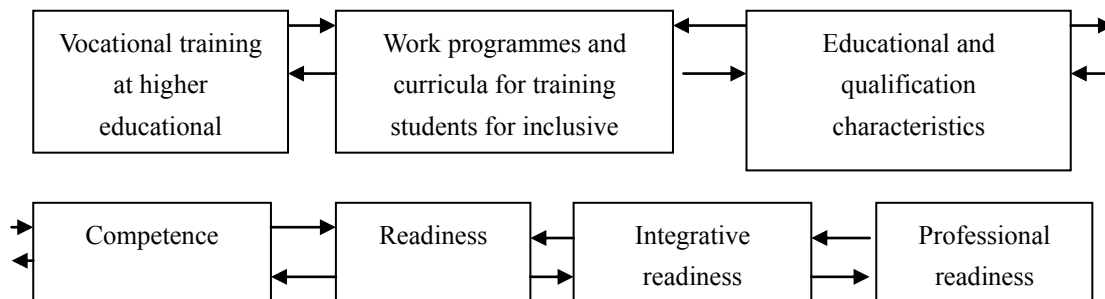 Vocational training
at higher
educational
Work programmes and
curricula for training
students for inclusive
Educational and
qualification
characteristics
Competence
Readiness
Integrative
readiness
Professional
readiness